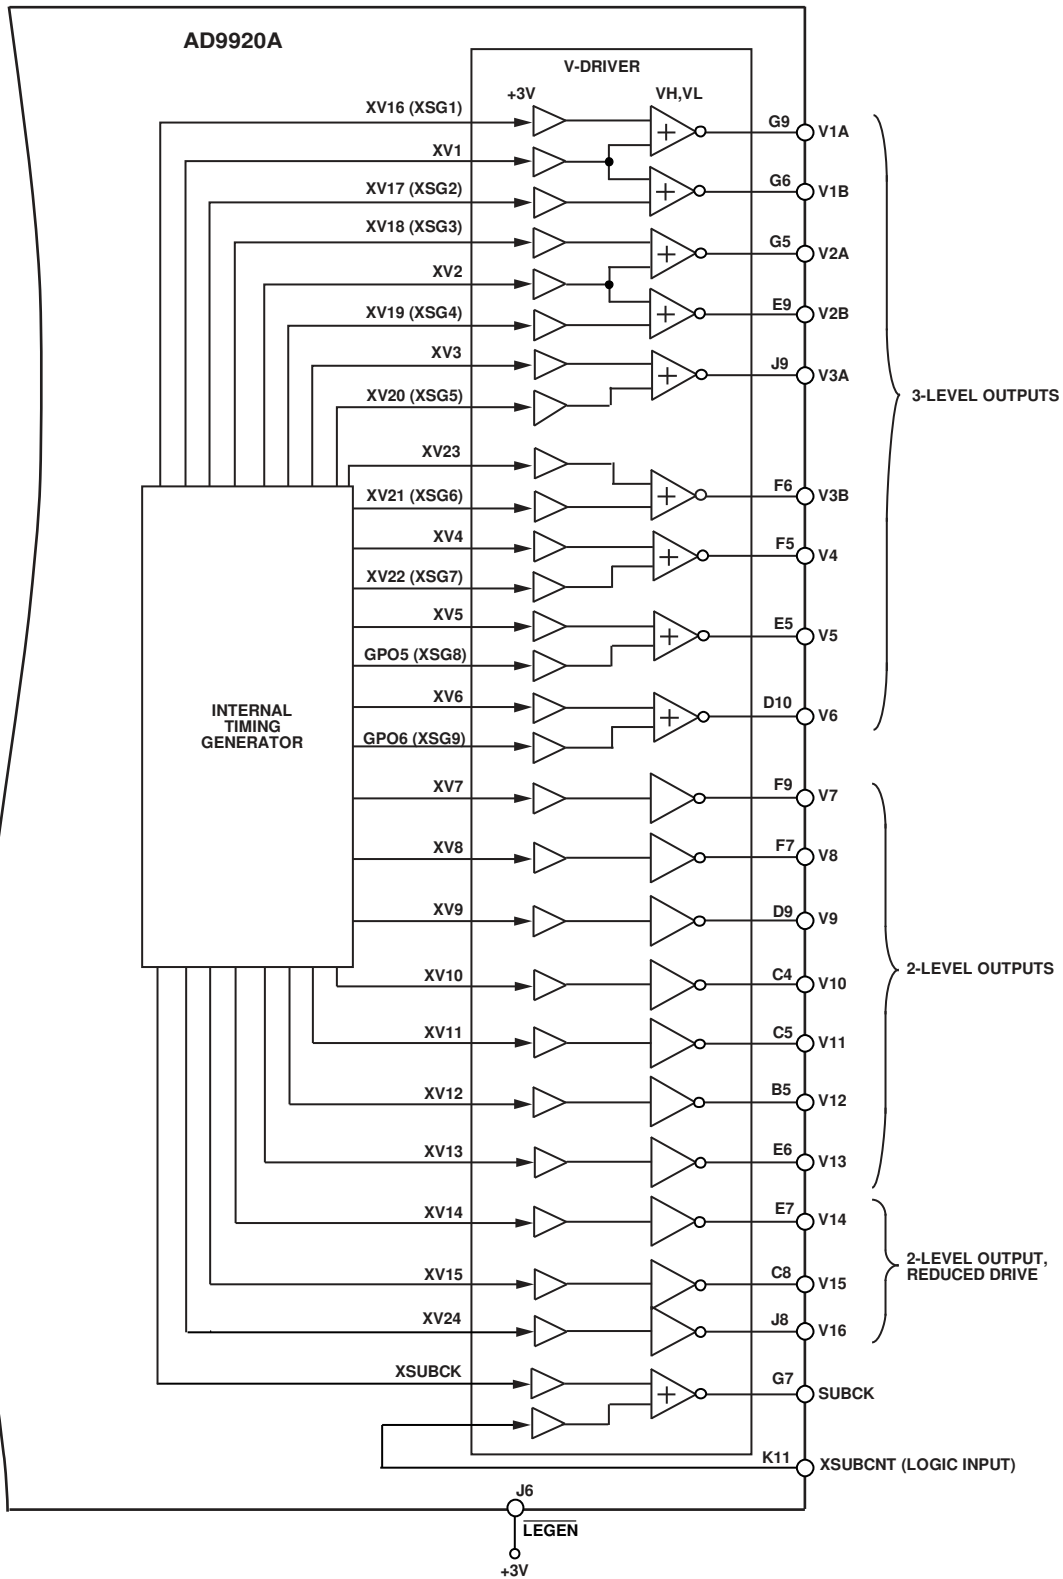 AD9920A
V-DRIVER
+3V VH,VL
XV16 (XSG1) G9 V1A
XV1
XV17 (XSG2) G6 V1B
XV18 (XSG3) G5 V2A
XV2
XV19 (XSG4) E9 V2B
XV3 J9 V3A
XV20 (XSG5)
3-LEVEL OUTPUTS
XV23
XV21 (XSG6) F6 V3B
XV4 F5 V4
XV22 (XSG7)
XV5 E5 V5
GPO5 (XSG8)
XV6 D10 V6
INTERNAL
TIMING
GENERATOR
GPO6 (XSG9)
XV7 F9 V7
XV8 F7 V8
XV9 D9 V9
2-LEVEL OUTPUTS
XV10 C4 V10
XV11 C5 V11
XV12 B5 V12
XV13 E6 V13
XV14 E7 V14
2-LEVEL OUTPUT,
REDUCED DRIVE
XV15 C8 V15
XV24 J8 V16
XSUBCK G7 SUBCK
K11 XSUBCNT (LOGIC INPUT)
J6
LEGEN
+3V